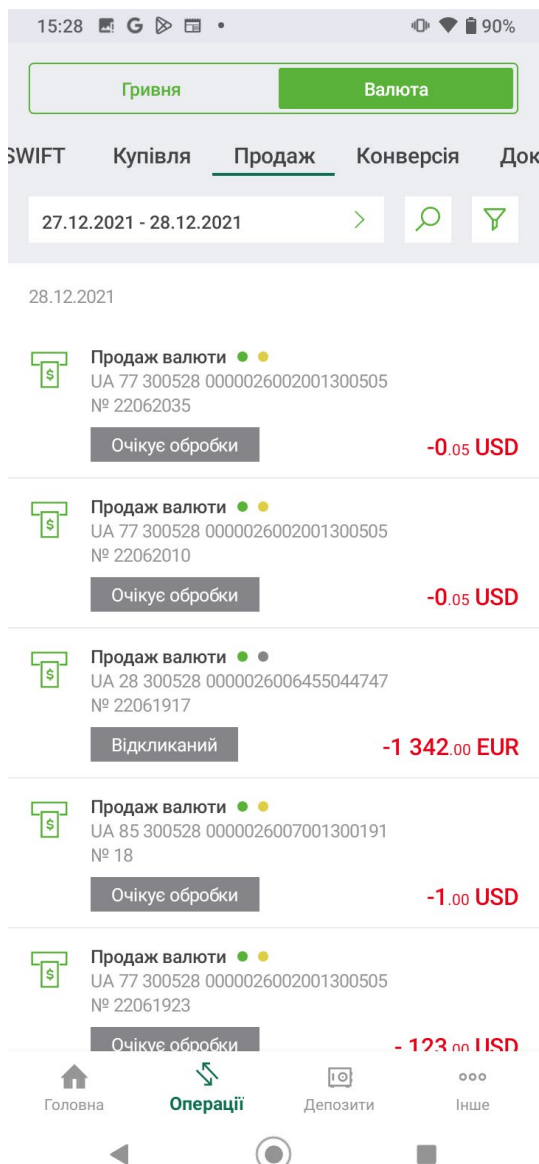 15:28 G 90%
Гривня Валюта
SWIFT Купівля Продаж Конверсія Док
27.12.2021 - 28.12.2021
28.12.2021
Продаж валюти
UA 77 300528 0000026002001300505
№ 22062035
Очікує обробки -0.05 USD
Продаж валюти
UA 77 300528 0000026002001300505
№ 22062010
Очікує обробки -0.05 USD
Продаж валюти
UA 28 300528 0000026006455044747
№ 22061917
Відкликаний -1 342.00 EUR
Продаж валюти
UA 85 300528 0000026007001300191
№ 18
Очікує обробки -1.00 USD
Продаж валюти
UA 77 300528 0000026002001300505
№ 22061923
Очікує обробки - 123.00 USD
Головна Операції Депозити Інше